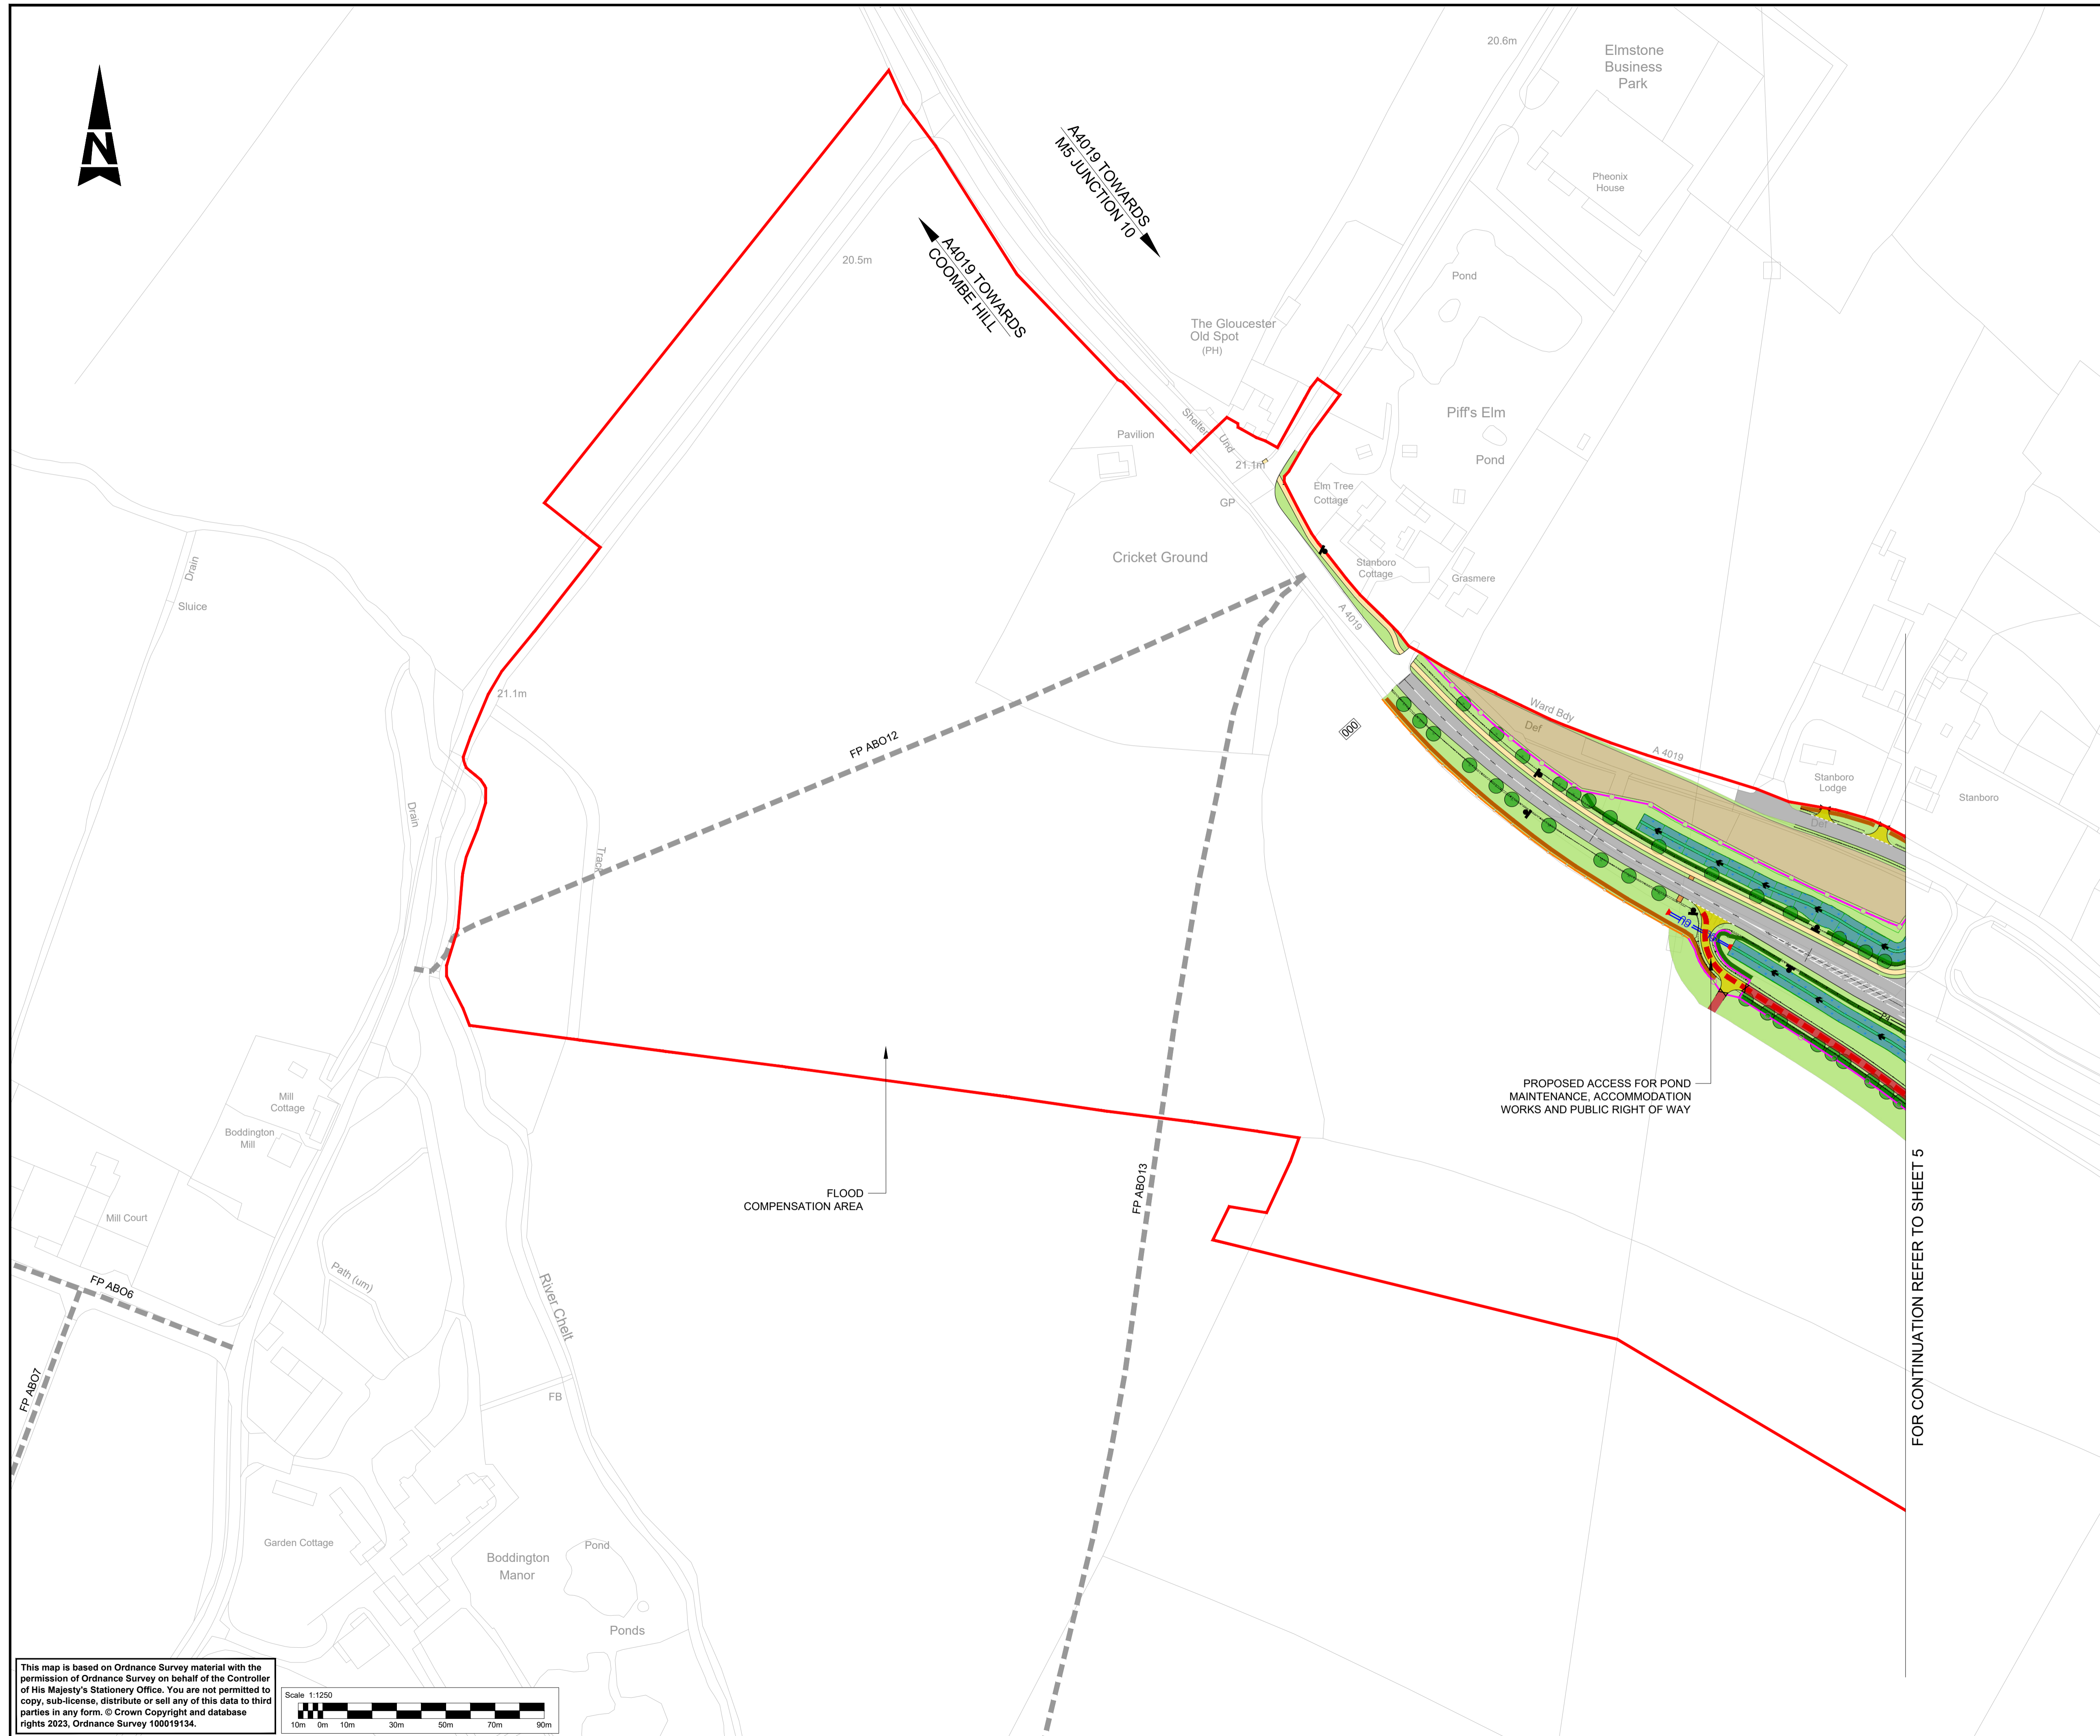 N
20.6m
Elmstone
Business
Park
A4019 TOWARDS
M5 JUNCTION 10
Pheonix
House
A4019 TOWARDS
COOMBE HILL
20.5m
Pond
The Gloucester
Old Spot
(PH)
Piff's Elm
Shelter
Und
Pavilion
Pond
21.1m
Elm Tree
Cottage
GP
Cricket Ground
Stanboro
Cottage
Grasmere
Drain
Sluice
A 4019
21.1m
Ward Bdy
Def
000
FP ABO12
A 4019
Stanboro
Lodge
Stanboro
Drain
Def
Track
PROPOSED ACCESS FOR POND
MAINTENANCE, ACCOMMODATION
WORKS AND PUBLIC RIGHT OF WAY
Mill
Cottage
Boddington
Mill
FP ABO13
FLOOD
COMPENSATION AREA
FOR CONTINUATION REFER TO SHEET 5
Mill Court
Path (um)
FP ABO6
River Chelt
FP ABO7
FB
Garden Cottage
Boddington
Manor
Pond
Ponds
This map is based on Ordnance Survey material with the
permission of Ordnance Survey on behalf of the Controller
of His Majesty's Stationery Office. You are not permitted to
copy, sub-license, distribute or sell any of this data to third
parties in any form. © Crown Copyright and database
rights 2023, Ordnance Survey 100019134.
Scale 1:1250
10m 0m 10m 30m 50m 70m 90m